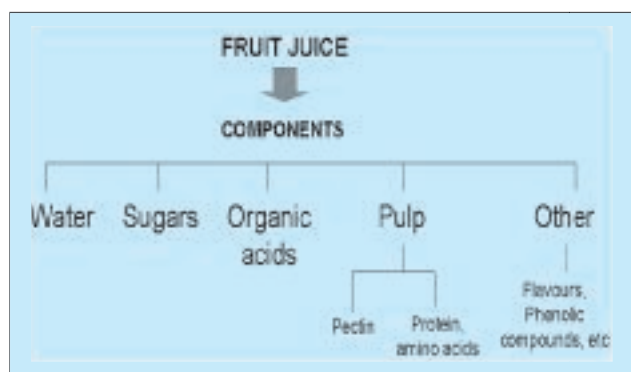 FRUIT JUICE
COMPONENTS
Water Sugars Organic acids Pulp Other
Pectin
Protein, amino acids
Flavours,
Phenolic
compounds, etc